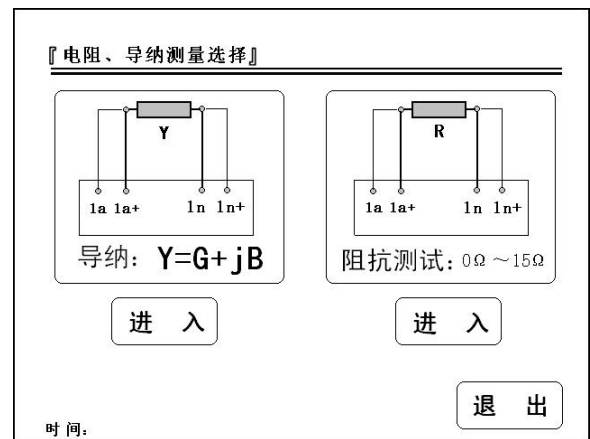 『电阻、导纳测量选择』
Y
1a 1a+ 1n 1n+
导纳: Y=G+jB
进 入
R
1a 1a+ 1n 1n+
阻抗测试: 0Ω～15Ω
进 入
退 出
时间: